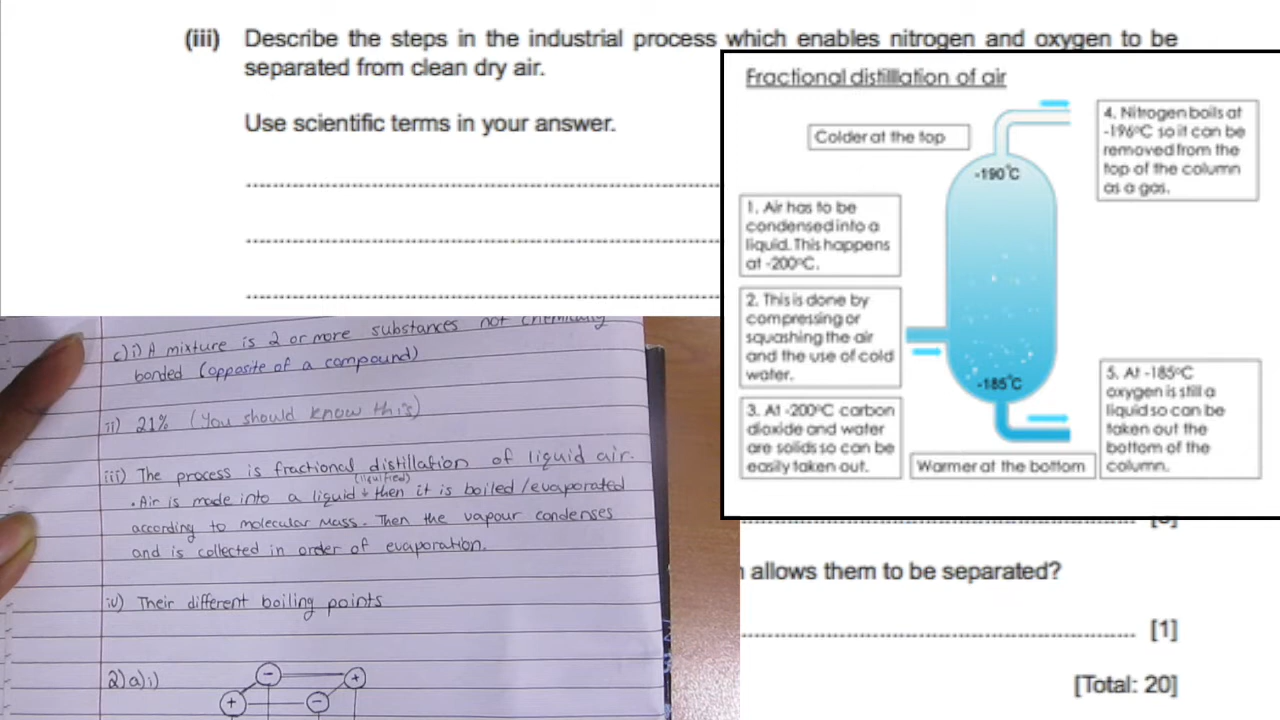 (iii) Describe the steps in the industrial process which enables nitrogen and oxygen to be
separated from clean dry air.
Use scientific terms in your answer.
Fractional distilllation of air
Colder at the top
-190°C
4. Nitrogen boils at
-196°C so it can be
removed from the
top of the column
as a gas.
1. Air has to be
condensed into a
liquid. This happens
at -200°C.
2. This is done by
compressing or
squashing the air
and the use of cold
water.
3. At -200°C carbon
dioxide and water
are solids so can be
easily taken out.
-185°C
Warmer at the bottom
5. At -185°C
oxygen is still a
liquid so can be
taken out the
bottom of the
column.
c)i) A mixture is 2 or more substances not chemically
bonded (opposite of a compound)
ii) 21% (You should know this)
iii) The process is fractional distillation of liquid air.
(liquified)
• Air is made into a liquid + then it is boiled/evaporated
according to molecular mass. Then the vapour condenses
and is collected in order of evaporation.
iv) Their different boiling points
2)a)i)
- +
+ -
allows them to be separated?
[1]
[Total: 20]